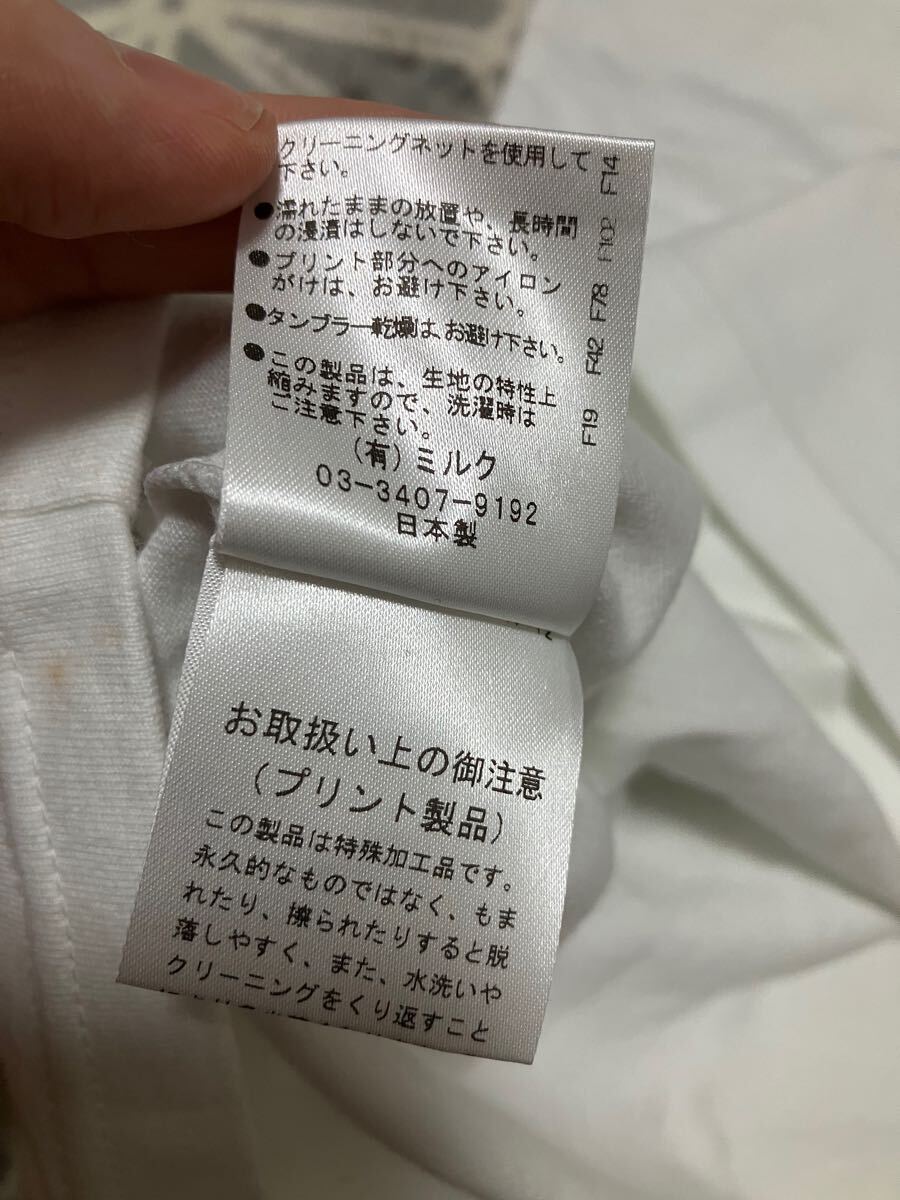 クリーニングネットを使用して
下さい。
●濡れたままの放置や、長時間
の浸漬はしないで下さい。
●プリント部分へのアイロン
がけは、お避け下さい。
●タンブラー乾燥は、お避け下さい。
●この製品は、生地の特性上
縮みますので、洗濯時は
ご注意下さい。
(有)ミルク
03-3407-9192
日本製
F19 F42 F78 F102 F14
お取扱い上の御注意
(プリント製品)
この製品は特殊加工品です。
永久的なものではなく、もま
れたり、擦られたりすると脱
落しやすく、また、水洗いや
クリーニングをくり返すこと